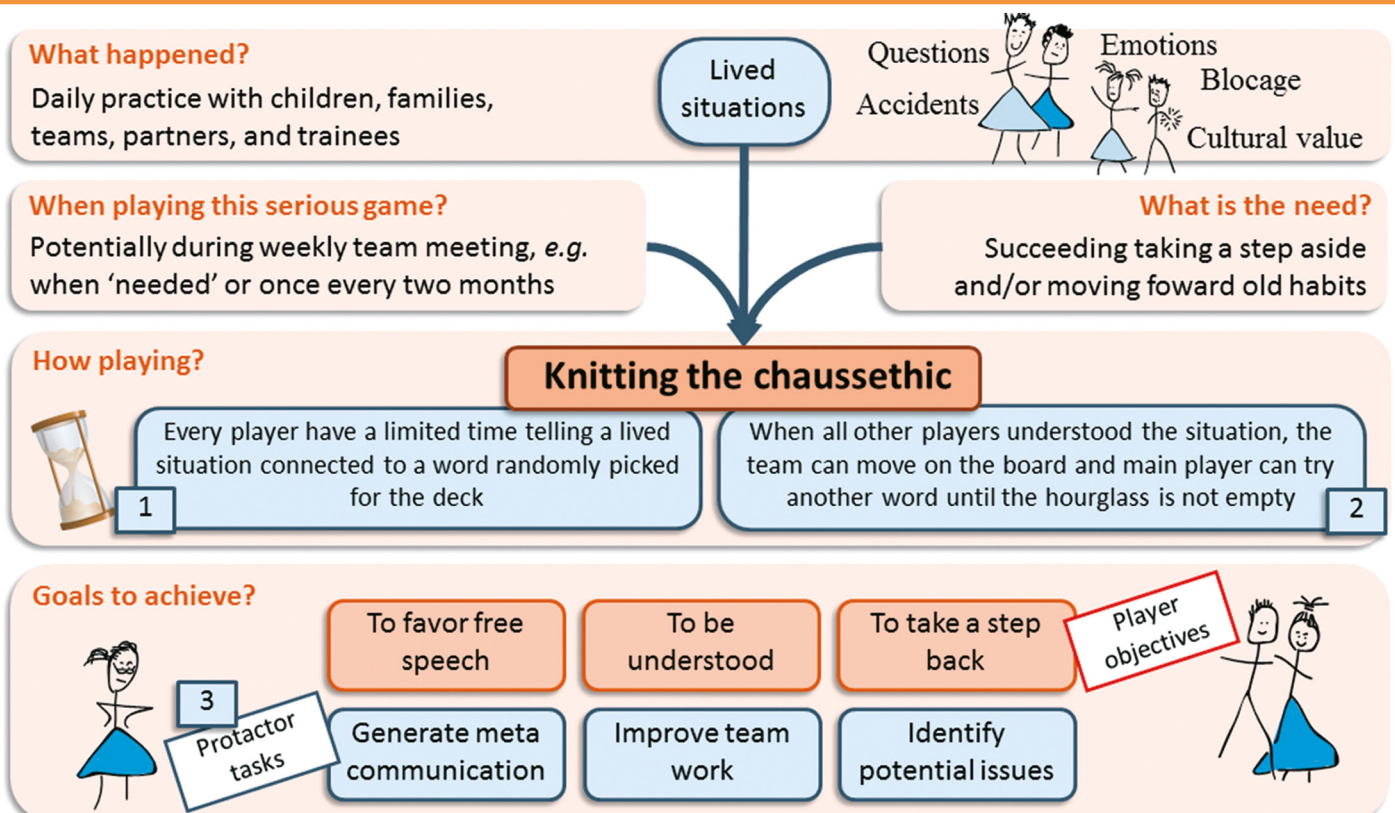 What happened?
Daily practice with children, families,
teams, partners, and trainees
Lived
situations
Questions
Accidents
Emotions
Blocage
Cultural value
When playing this serious game?
Potentially during weekly team meeting, e.g.
when ‘needed’ or once every two months
What is the need?
Succeeding taking a step aside
and/or moving foward old habits
How playing?
Knitting the chaussethic
Every player have a limited time telling a lived
situation connected to a word randomly picked
for the deck
1
When all other players understood the situation, the
team can move on the board and main player can try
another word until the hourglass is not empty
2
Goals to achieve?
To favor free
speech
To be
understood
To take a step
back
Player
objectives
3
Protactor
tasks
Generate meta
communication
Improve team
work
Identify
potential issues